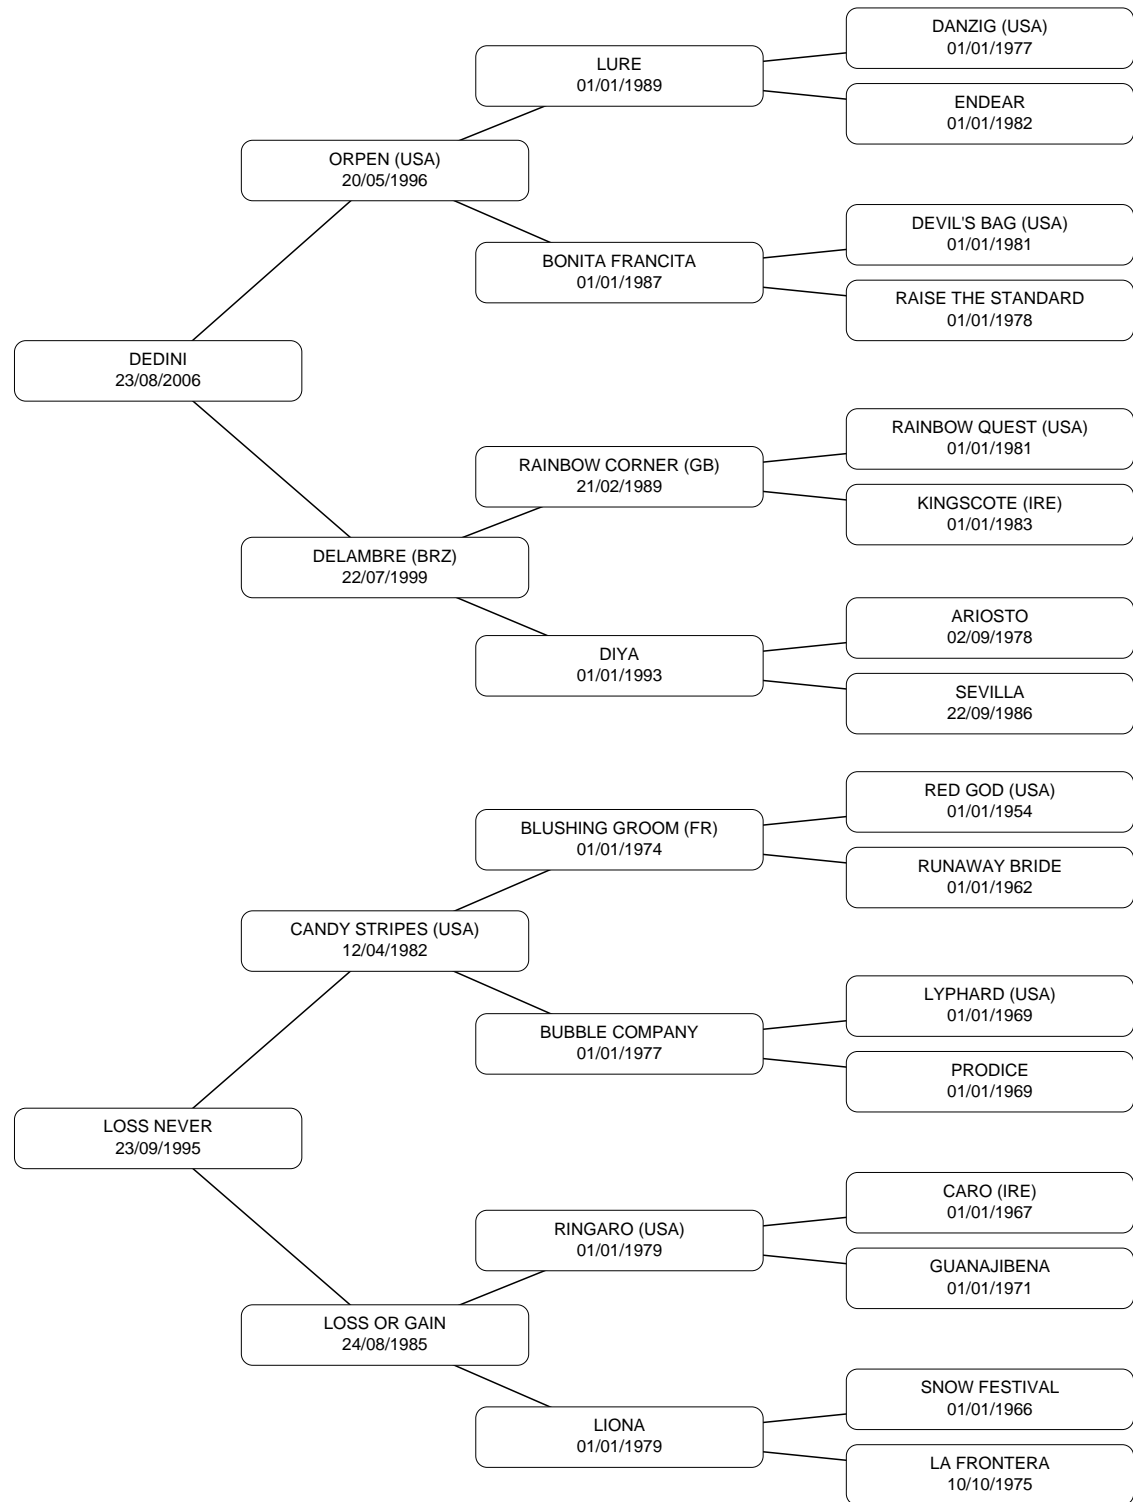 DANZIG (USA)
01/01/1977
LURE
01/01/1989
ENDEAR
01/01/1982
ORPEN (USA)
20/05/1996
DEVIL'S BAG (USA)
01/01/1981
BONITA FRANCITA
01/01/1987
RAISE THE STANDARD
01/01/1978
DEDINI
23/08/2006
RAINBOW QUEST (USA)
01/01/1981
RAINBOW CORNER (GB)
21/02/1989
KINGSCOTE (IRE)
01/01/1983
DELAMBRE (BRZ)
22/07/1999
ARIOSTO
02/09/1978
DIYA
01/01/1993
SEVILLA
22/09/1986
RED GOD (USA)
01/01/1954
BLUSHING GROOM (FR)
01/01/1974
RUNAWAY BRIDE
01/01/1962
CANDY STRIPES (USA)
12/04/1982
LYPHARD (USA)
01/01/1969
BUBBLE COMPANY
01/01/1977
PRODICE
01/01/1969
LOSS NEVER
23/09/1995
CARO (IRE)
01/01/1967
RINGARO (USA)
01/01/1979
GUANAJIBENA
01/01/1971
LOSS OR GAIN
24/08/1985
SNOW FESTIVAL
01/01/1966
LIONA
01/01/1979
LA FRONTERA
10/10/1975